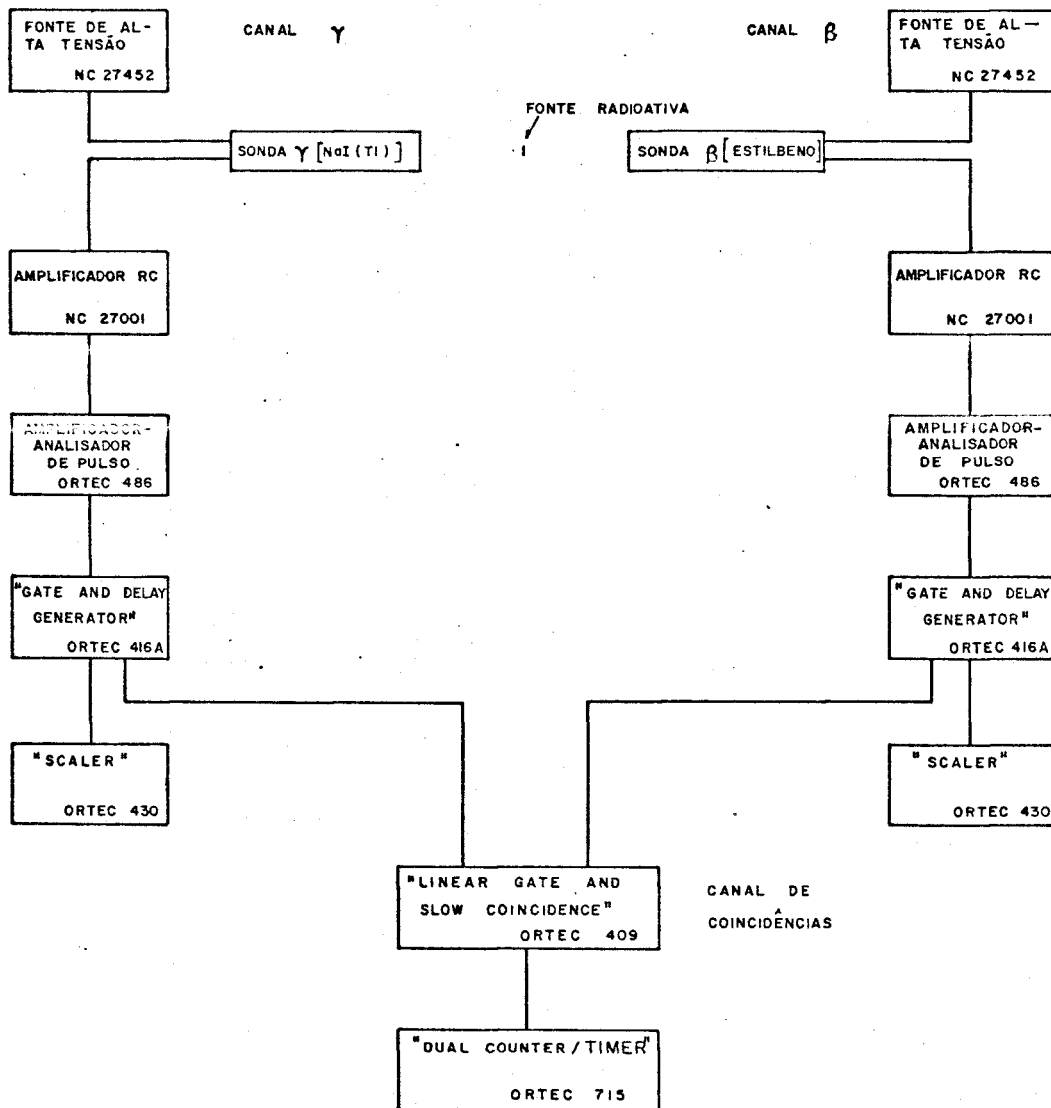 FONTE DE AL-
TA TENSÃO
NC 27452
CANAL γ
CANAL β
FONTE DE AL-
TA TENSÃO
NC 27452
FONTE RADIOATIVA
SONDA γ [NaI(Tl)]
SONDA β [ESTILBENO]
AMPLIFICADOR RC
NC 27001
AMPLIFICADOR RC
NC 27001
AMPLIFICADOR-
ANALISADOR
DE PULSO
ORTEC 486
AMPLIFICADOR-
ANALISADOR
DE PULSO
ORTEC 486
"GATE AND DELAY
GENERATOR"
ORTEC 416A
"GATE AND DELAY
GENERATOR"
ORTEC 416A
"SCALER"
ORTEC 430
"SCALER"
ORTEC 430
"LINEAR GATE AND
SLOW COINCIDENCE"
ORTEC 409
CANAL DE
COINCIDÊNCIAS
"DUAL COUNTER/TIMER"
ORTEC 715